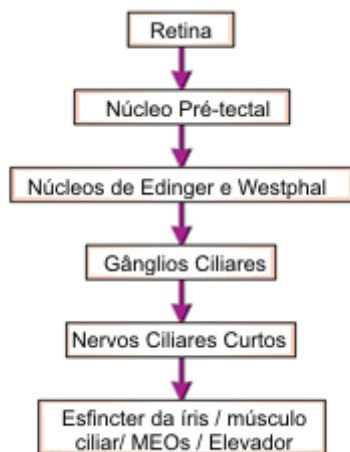 Retina
Núcleo Pré-tectal
Núcleos de Edinger e Westphal
Gânglios Ciliares
Nervos Ciliares Curtos
Esfincter da íris / músculo
ciliar/ MEOs / Elevador